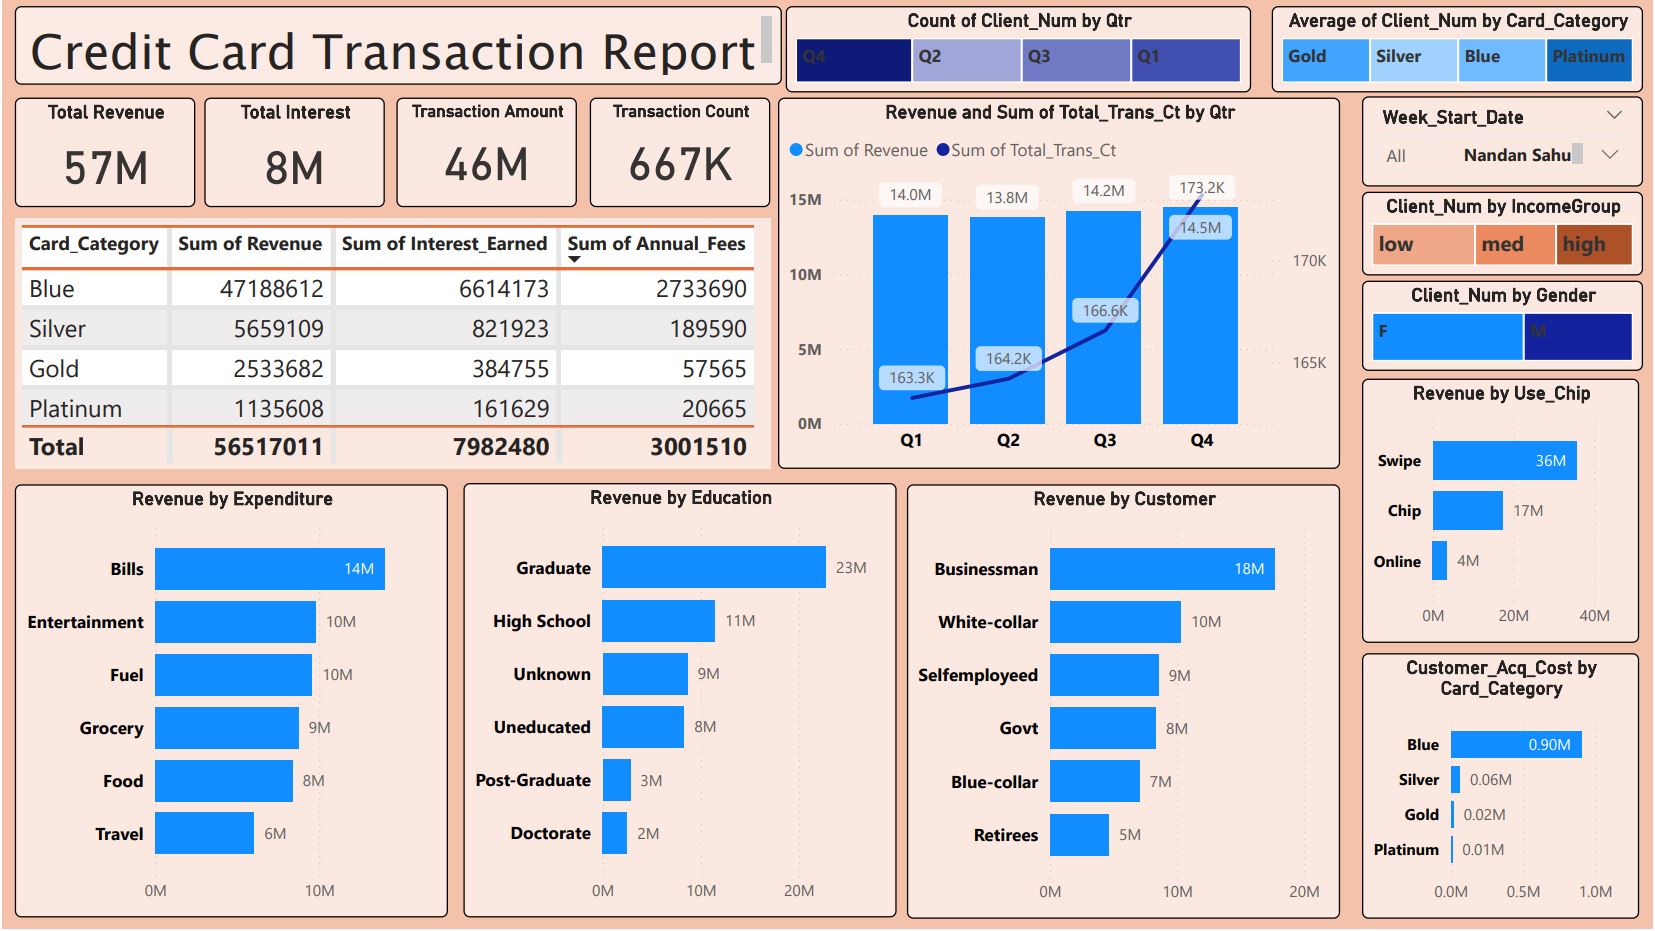 Credit Card Transaction Report
Count of Client_Num by Qtr
Q4 Q2 Q3 Q1
Average of Client_Num by Card_Category
Gold Silver Blue Platinum
Total Revenue
57M
Total Interest
8M
Transaction Amount
46M
Transaction Count
667K
Card_Category Sum of Revenue Sum of Interest_Earned Sum of Annual_Fees
Blue 47188612 6614173 2733690
Silver 5659109 821923 189590
Gold 2533682 384755 57565
Platinum 1135608 161629 20665
Total 56517011 7982480 3001510
Revenue and Sum of Total_Trans_Ct by Qtr
Sum of Revenue Sum of Total_Trans_Ct
15M
10M
5M
0M
14.0M 13.8M 14.2M 14.5M
163.3K 164.2K 166.6K 173.2K
170K
165K
Q1 Q2 Q3 Q4
Week_Start_Date
All Nandan Sahu
Client_Num by IncomeGroup
low med high
Client_Num by Gender
F M
Revenue by Use_Chip
Swipe 36M
Chip 17M
Online 4M
0M 20M 40M
Revenue by Expenditure
Bills 14M
Entertainment 10M
Fuel 10M
Grocery 9M
Food 8M
Travel 6M
0M 10M
Revenue by Education
Graduate 23M
High School 11M
Unknown 9M
Uneducated 8M
Post-Graduate 3M
Doctorate 2M
0M 10M 20M
Revenue by Customer
Businessman 18M
White-collar 10M
Selfemployeed 9M
Govt 8M
Blue-collar 7M
Retirees 5M
0M 10M 20M
Customer_Acq_Cost by
Card_Category
Blue 0.90M
Silver 0.06M
Gold 0.02M
Platinum 0.01M
0.0M 0.5M 1.0M